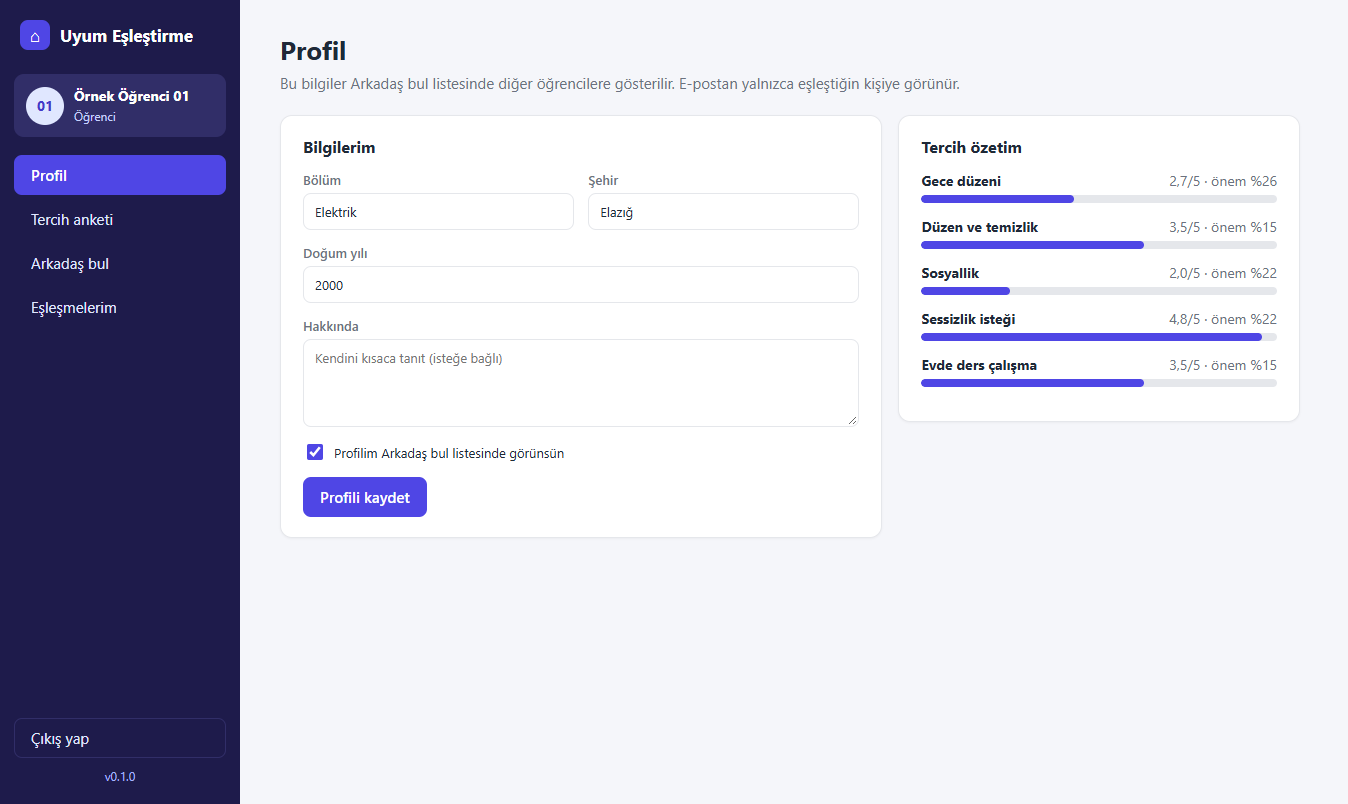 Uyum Eşleştirme
01
Örnek Öğrenci 01
Öğrenci
Profil
Tercih anketi
Arkadaş bul
Eşleşmelerim
Çıkış yap
v0.1.0
Profil
Bu bilgiler Arkadaş bul listesinde diğer öğrencilere gösterilir. E-postan yalnızca eşleştiğin kişiye görünür.
Bilgilerim
Bölüm
Şehir
Elektrik
Elazığ
Doğum yılı
2000
Hakkında
Kendini kısaca tanıt (isteğe bağlı)
Profilim Arkadaş bul listesinde görünsün
Profili kaydet
Tercih özetim
Gece düzeni 2,7/5 · önem %26
Düzen ve temizlik 3,5/5 · önem %15
Sosyallik 2,0/5 · önem %22
Sessizlik isteği 4,8/5 · önem %22
Evde ders çalışma 3,5/5 · önem %15